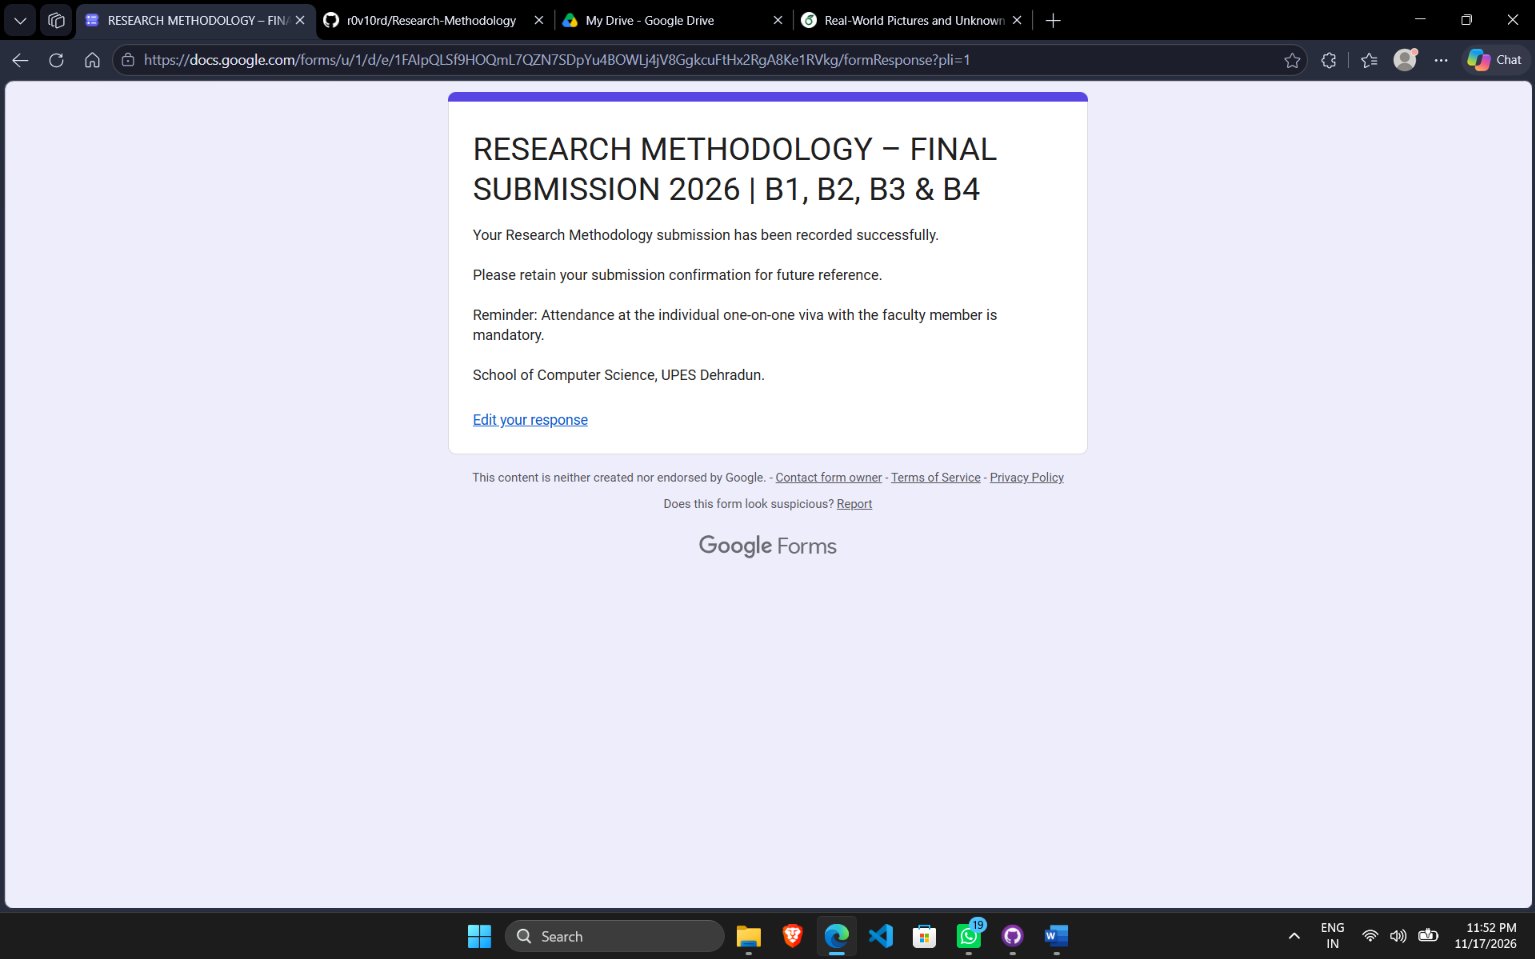 RESEARCH METHODOLOGY – FINA
r0v10rd/Research-Methodology
My Drive - Google Drive
Real-World Pictures and Unknown
https://docs.google.com/forms/u/1/d/e/1FAIpQLSf9HOQmL7QZN7SDpYu4BOWLj4jV8GgkcuFtHx2RgA8Ke1RVkg/formResponse?pli=1
Chat
RESEARCH METHODOLOGY – FINAL
SUBMISSION 2026 | B1, B2, B3 & B4
Your Research Methodology submission has been recorded successfully.
Please retain your submission confirmation for future reference.
Reminder: Attendance at the individual one-on-one viva with the faculty member is
mandatory.
School of Computer Science, UPES Dehradun.
Edit your response
This content is neither created nor endorsed by Google. - Contact form owner - Terms of Service - Privacy Policy
Does this form look suspicious? Report
Google Forms
Search
19
W
ENG
IN
11:52 PM
11/17/2026